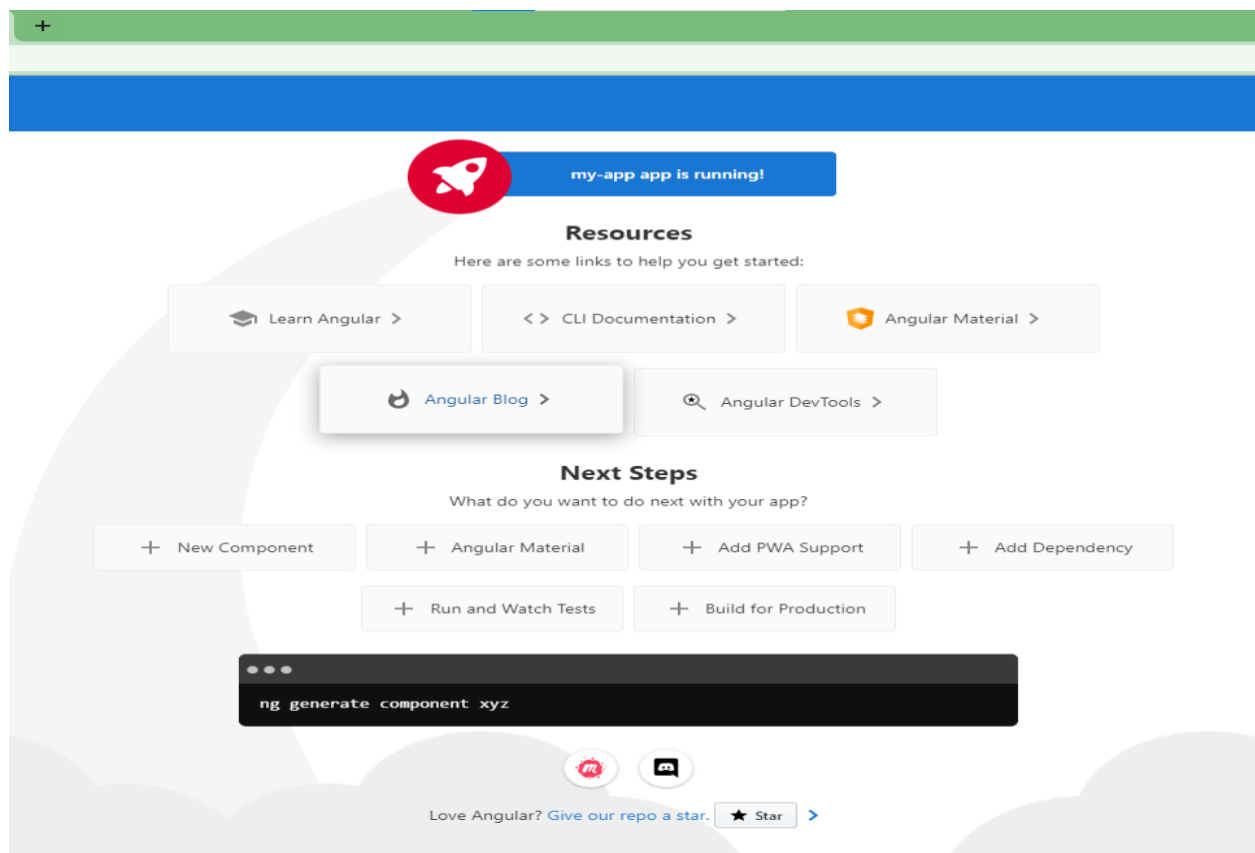 my-app app is running!
Resources
Here are some links to help you get started:
Learn Angular
CLI Documentation
Angular Material
Angular Blog
Angular DevTools
Next Steps
What do you want to do next with your app?
New Component
Angular Material
Add PWA Support
Add Dependency
Run and Watch Tests
Build for Production
ng generate component xyz
Love Angular? Give our repo a star. Star